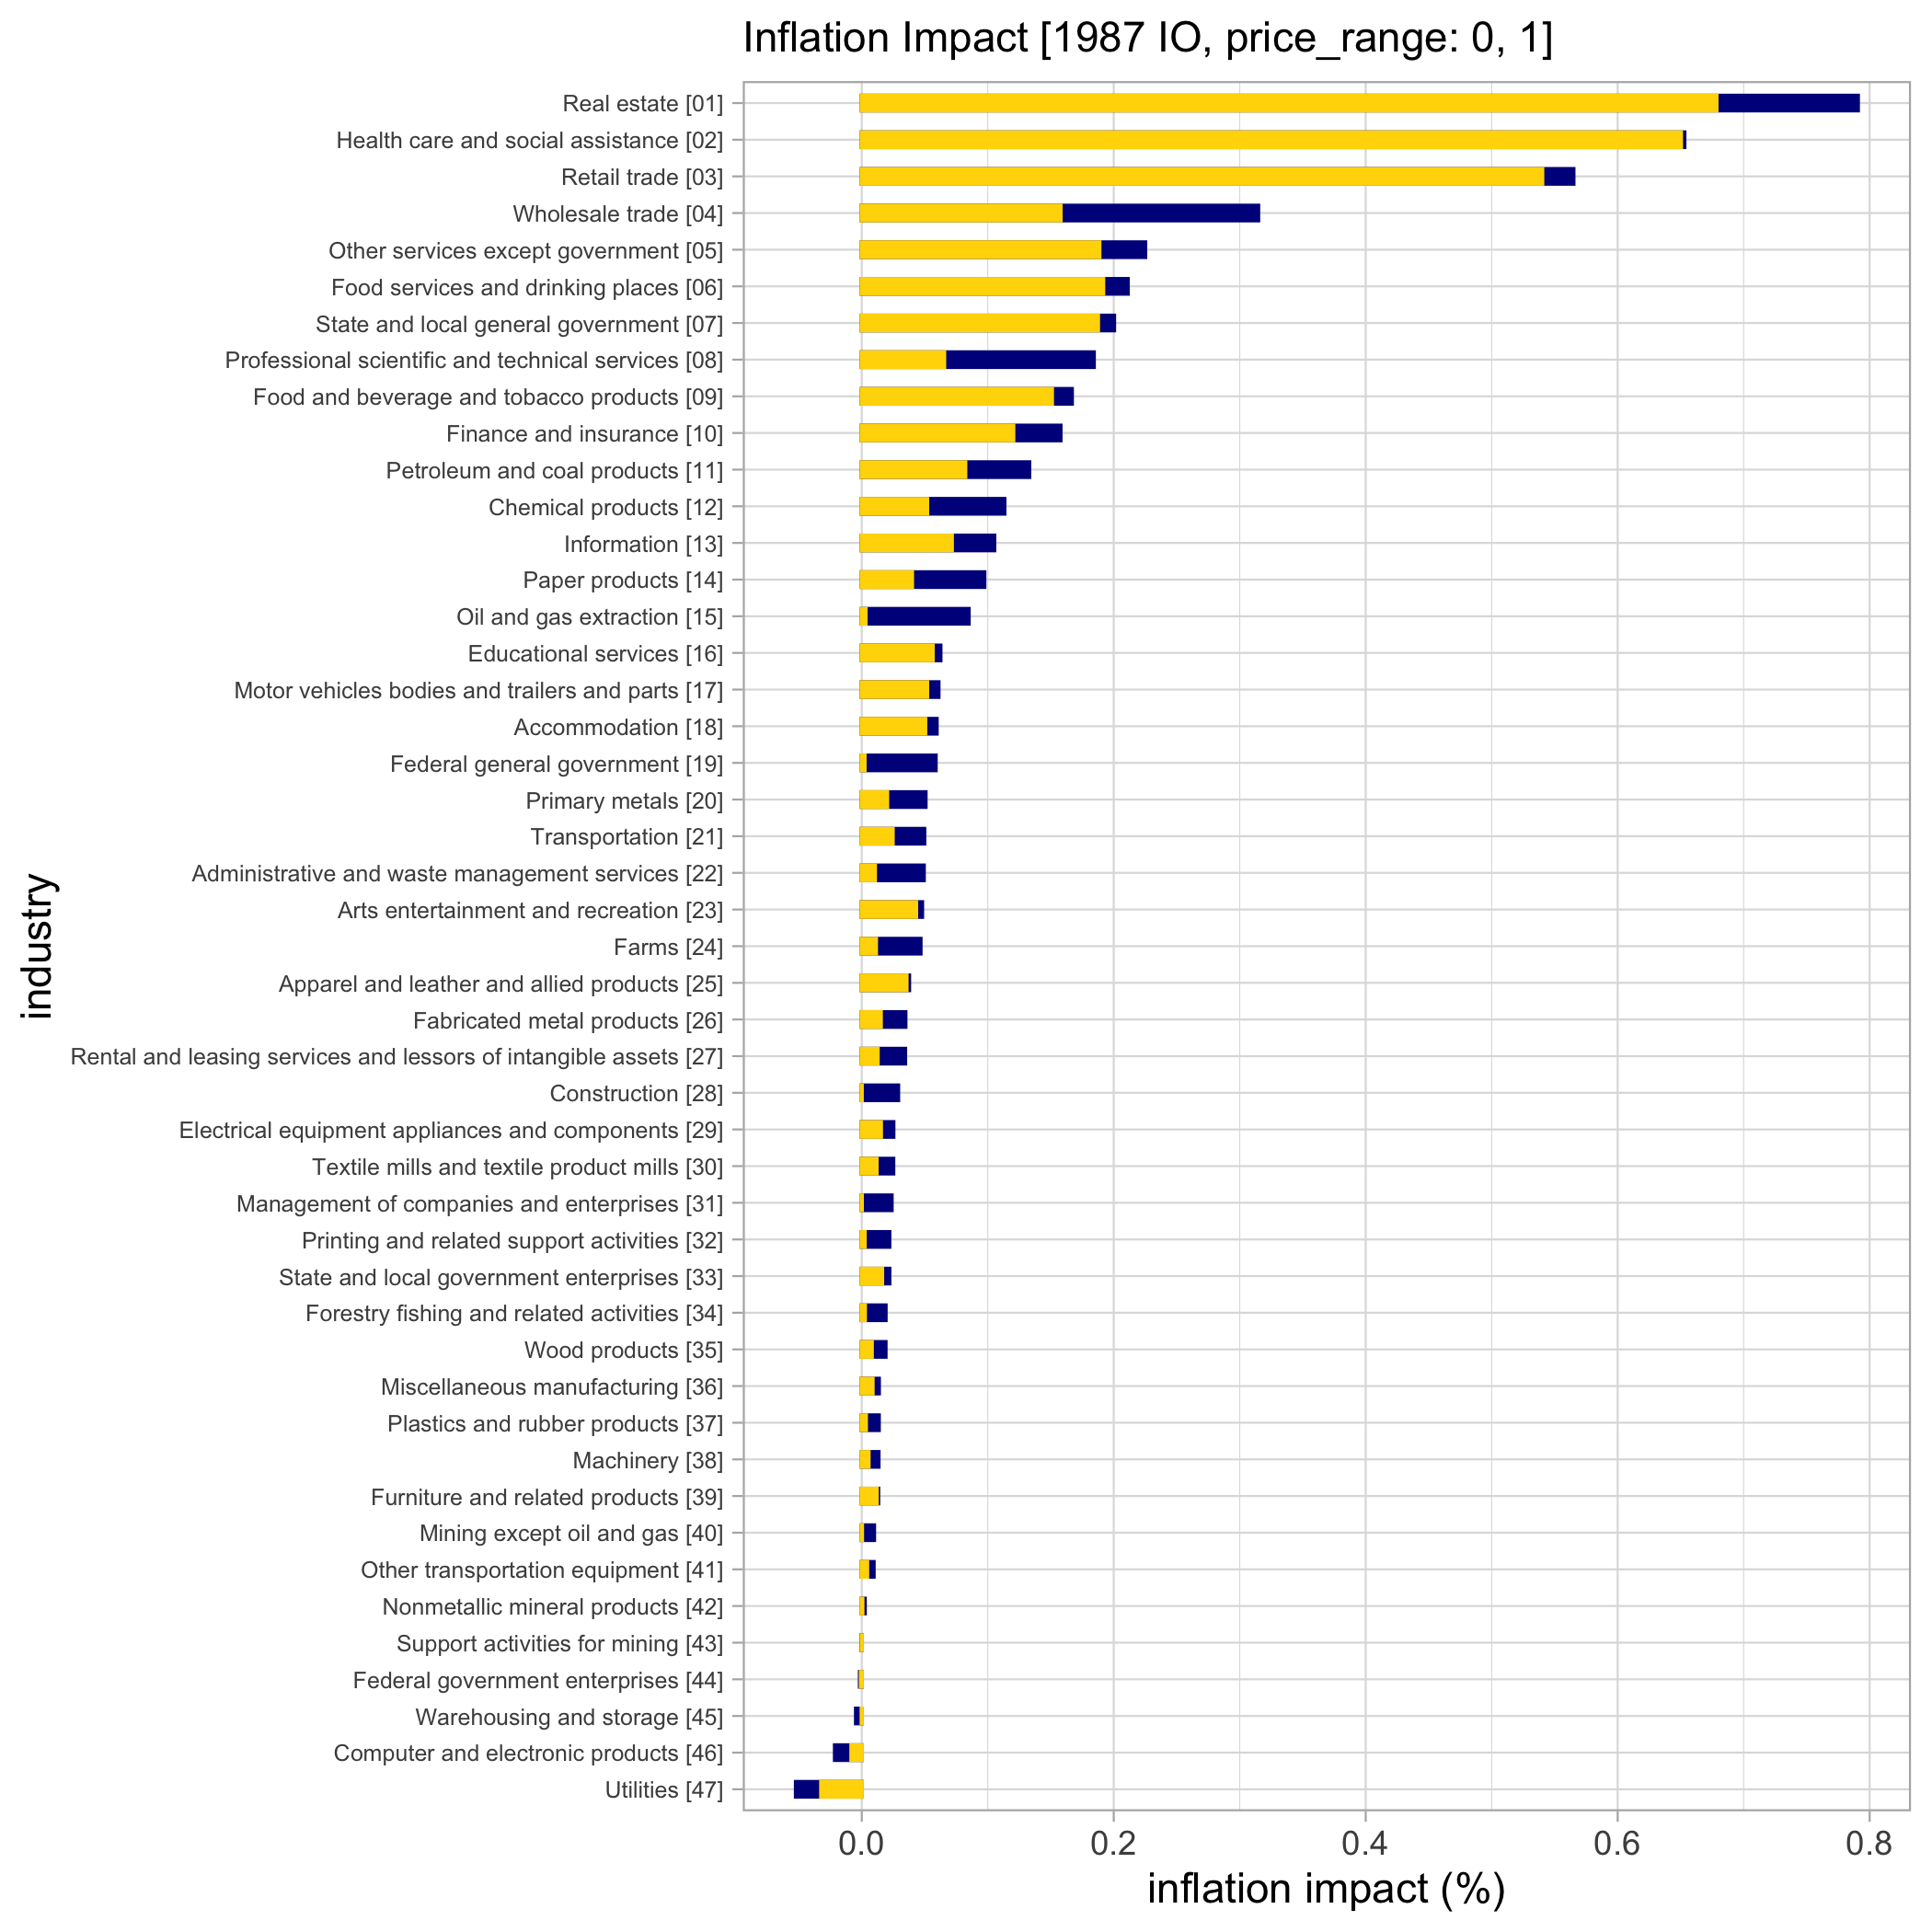 Inflation Impact [1987 IO, price_range: 0, 1]
industry
Real estate [01]
Health care and social assistance [02]
Retail trade [03]
Wholesale trade [04]
Other services except government [05]
Food services and drinking places [06]
State and local general government [07]
Professional scientific and technical services [08]
Food and beverage and tobacco products [09]
Finance and insurance [10]
Petroleum and coal products [11]
Chemical products [12]
Information [13]
Paper products [14]
Oil and gas extraction [15]
Educational services [16]
Motor vehicles bodies and trailers and parts [17]
Accommodation [18]
Federal general government [19]
Primary metals [20]
Transportation [21]
Administrative and waste management services [22]
Arts entertainment and recreation [23]
Farms [24]
Apparel and leather and allied products [25]
Fabricated metal products [26]
Rental and leasing services and lessors of intangible assets [27]
Construction [28]
Electrical equipment appliances and components [29]
Textile mills and textile product mills [30]
Management of companies and enterprises [31]
Printing and related support activities [32]
State and local government enterprises [33]
Forestry fishing and related activities [34]
Wood products [35]
Miscellaneous manufacturing [36]
Plastics and rubber products [37]
Machinery [38]
Furniture and related products [39]
Mining except oil and gas [40]
Other transportation equipment [41]
Nonmetallic mineral products [42]
Support activities for mining [43]
Federal government enterprises [44]
Warehousing and storage [45]
Computer and electronic products [46]
Utilities [47]
0.0 0.2 0.4 0.6 0.8
inflation impact (%)